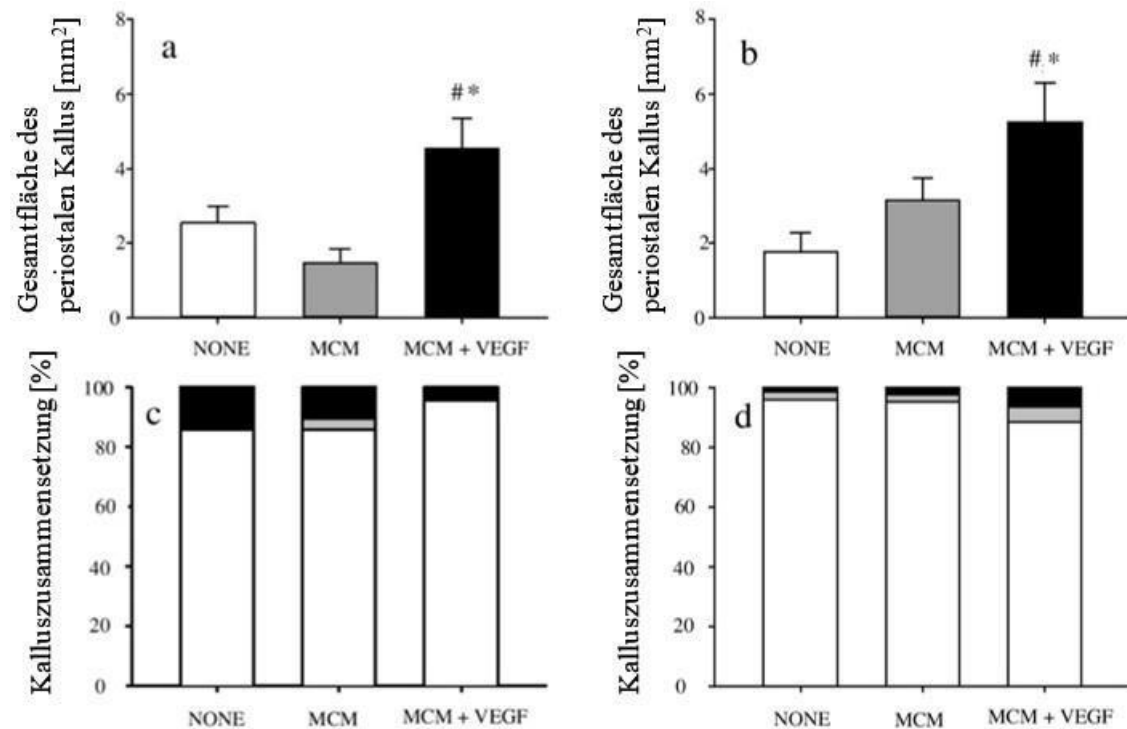 Gesamtfläche des
periostalen Kallus [mm²]
8
6
4
2
0
a
#*
NONE MCM MCM + VEGF
Gesamtfläche des
periostalen Kallus [mm²]
8
6
4
2
0
b
#*
NONE MCM MCM + VEGF
Kalluszusammensetzung [%]
100
80
60
40
20
0
c
NONE MCM MCM + VEGF
Kalluszusammensetzung [%]
100
80
60
40
20
0
d
NONE MCM MCM + VEGF